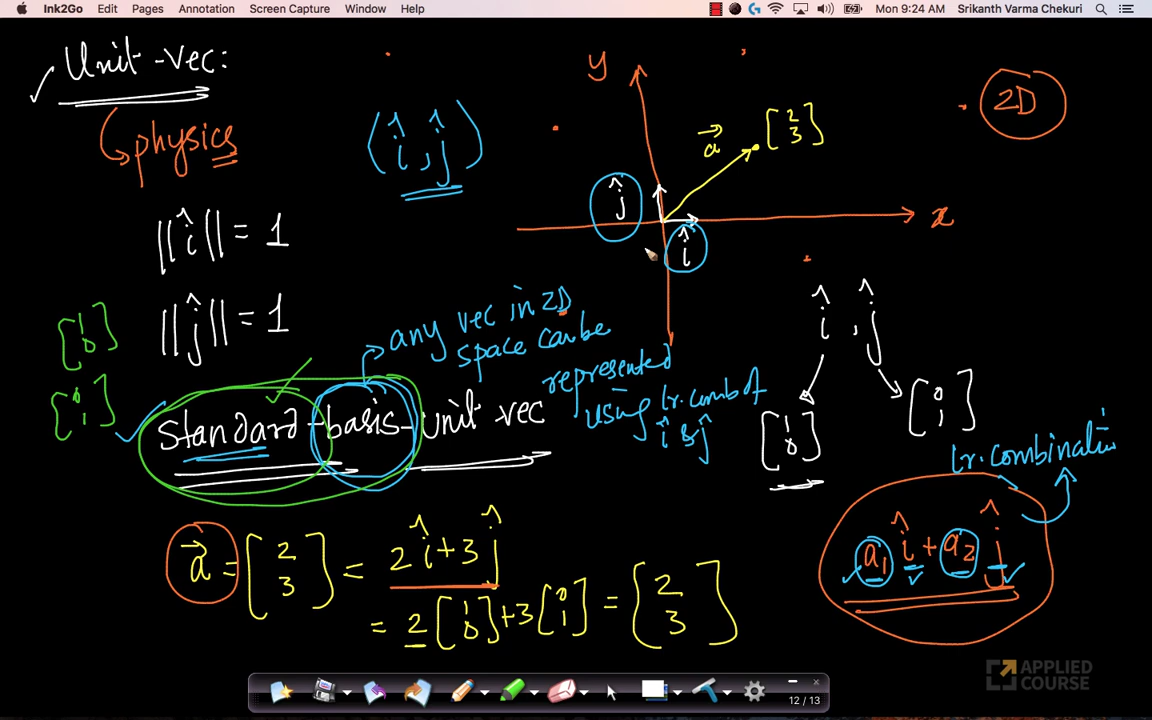 Ink2Go Edit Pages Annotation Screen Capture Window Help Mon 9:24 AM Srikanth Varma Chekuri
Unit-vec:
physics
(î, ĵ)
y
a⃗
[2 3]
2D
ĵ
î
x
||î|| = 1
||ĵ|| = 1
[1 0]
[0 1]
any vec in 2D
space can be
represented
using lr. comb of
î & ĵ
î, ĵ
[1 0]
[0 1]
standard-basis-unit-vec
lr. combination
a⃗ = [2 3] = 2î+3ĵ
= 2[1 0]+3[0 1] = [2 3]
a₁î + a₂ĵ
12 / 13
APPLIED
COURSE